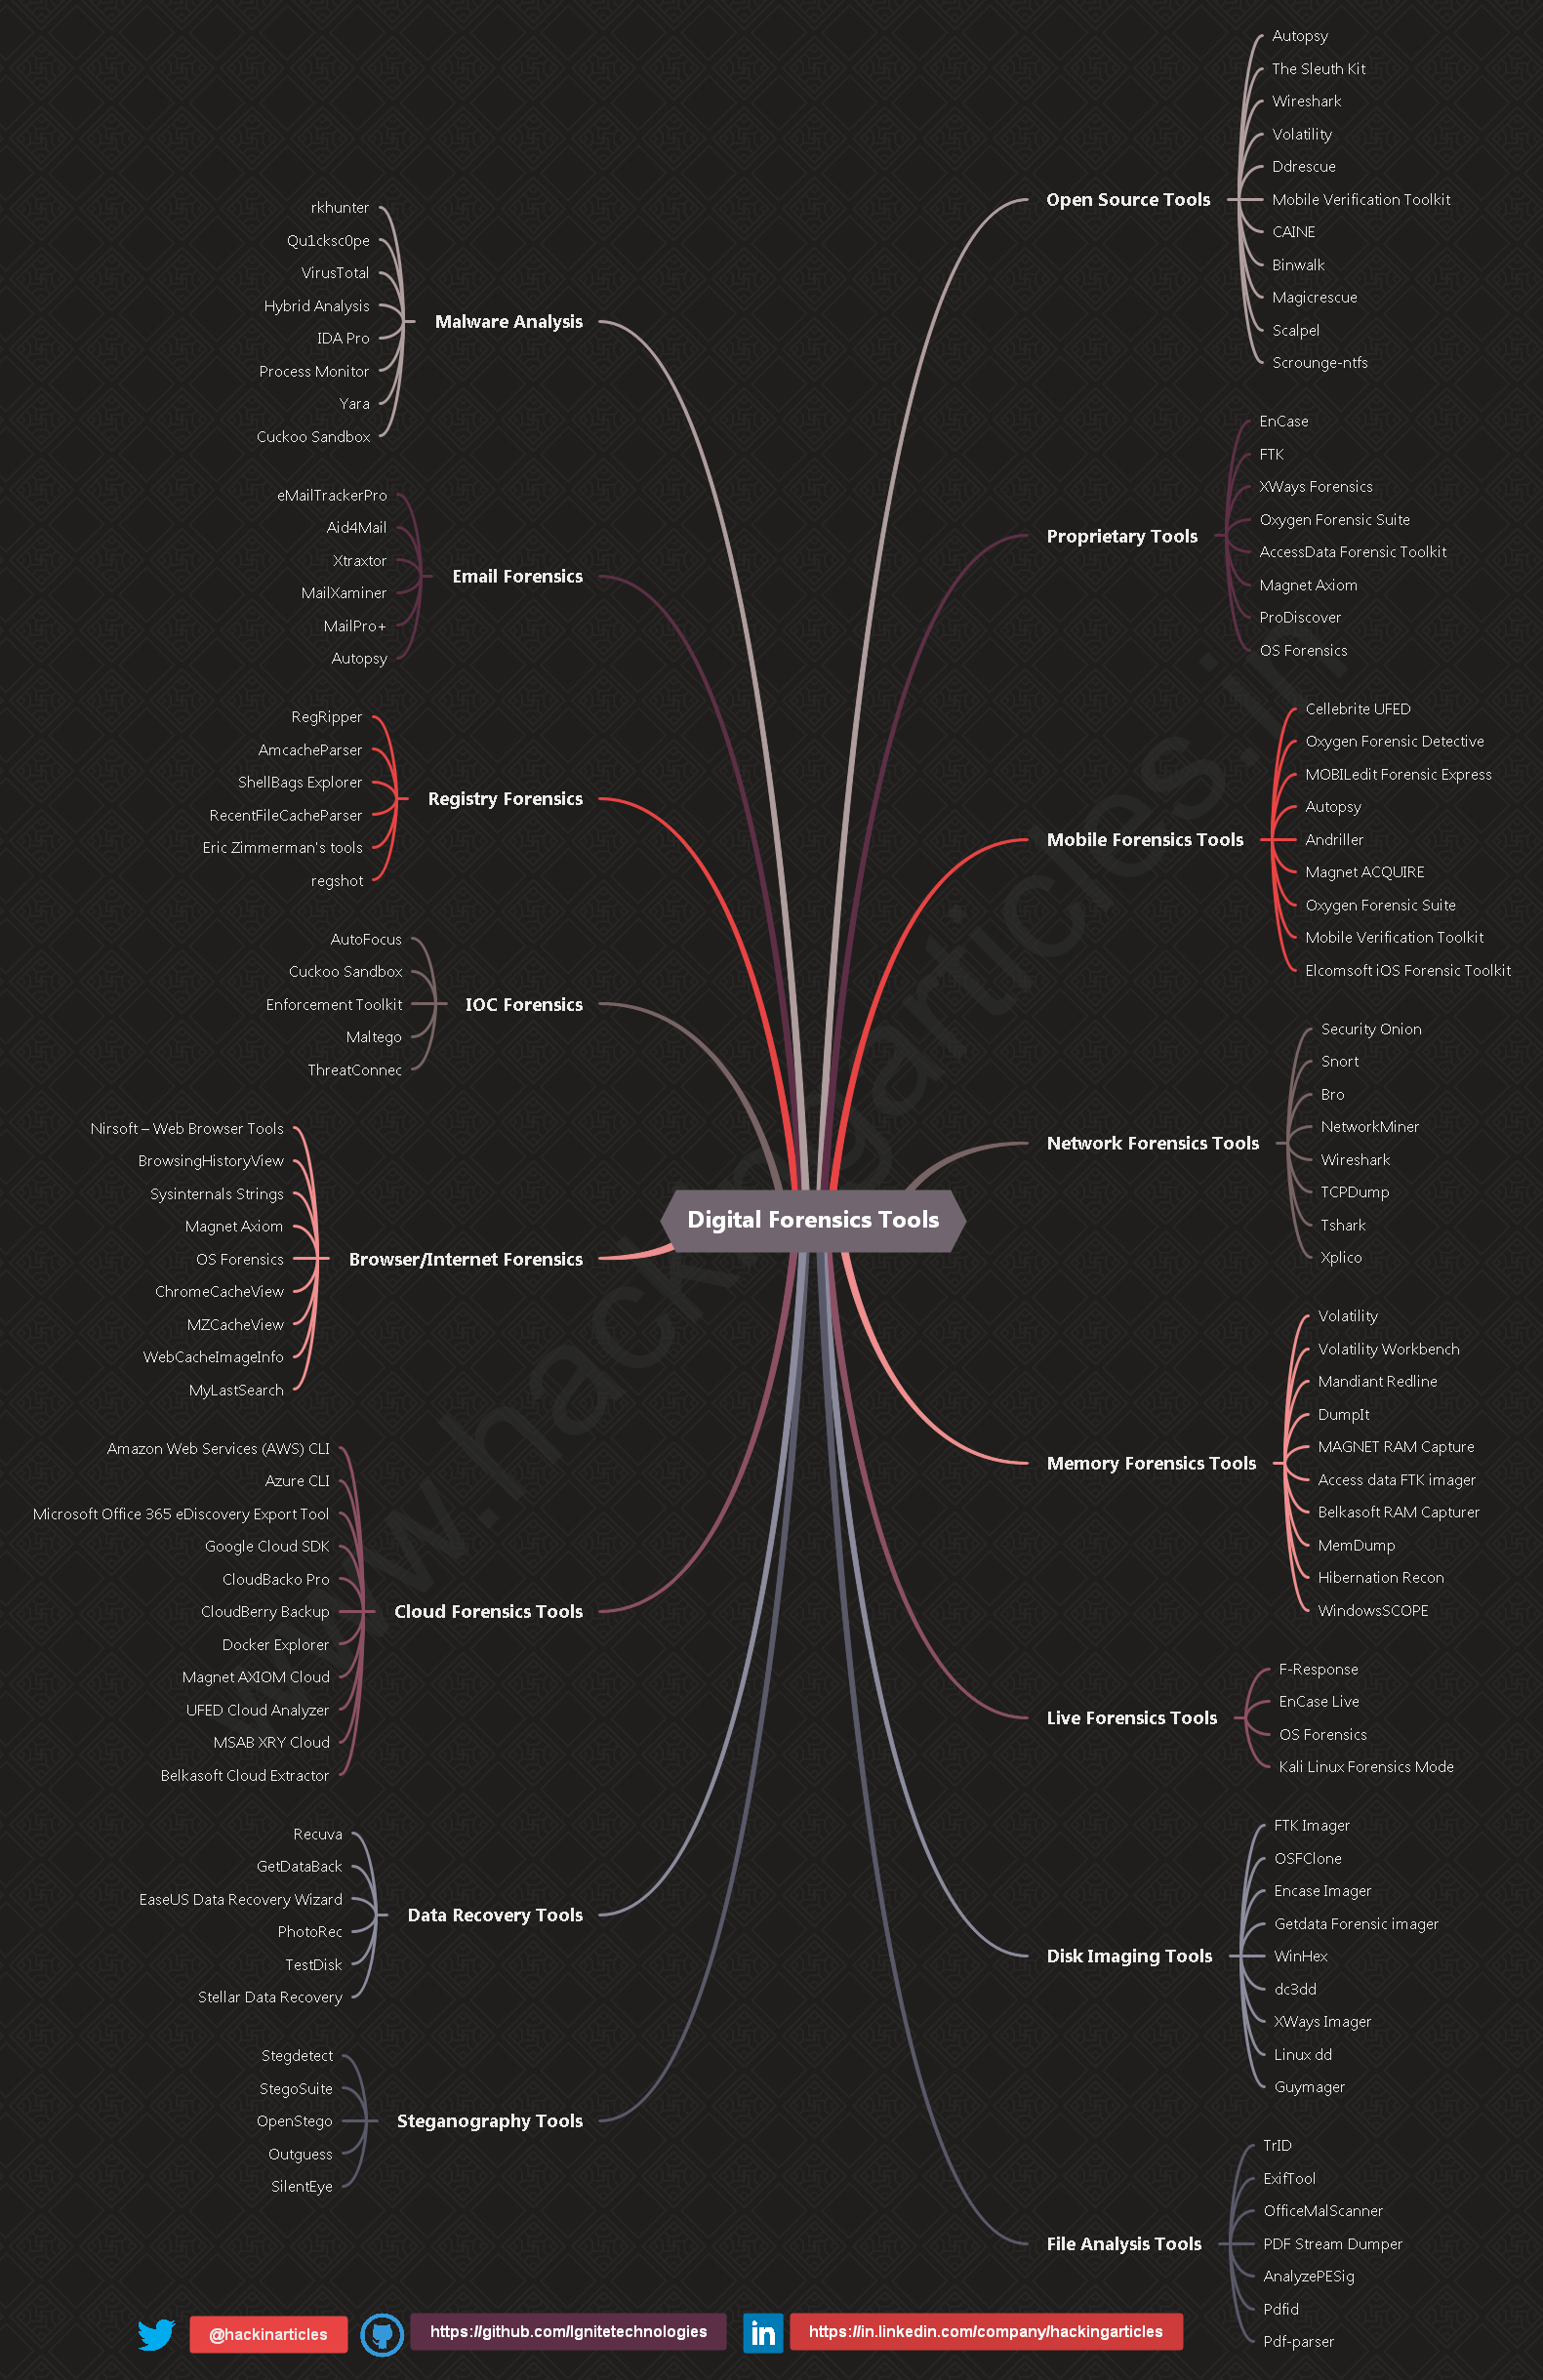 Digital Forensics Tools
Open Source Tools
Autopsy
The Sleuth Kit
Wireshark
Volatility
Ddrescue
Mobile Verification Toolkit
CAINE
Binwalk
Magicrescue
Scalpel
Scrounge-ntfs
Proprietary Tools
EnCase
FTK
XWays Forensics
Oxygen Forensic Suite
AccessData Forensic Toolkit
Magnet Axiom
ProDiscover
OS Forensics
Mobile Forensics Tools
Cellebrite UFED
Oxygen Forensic Detective
MOBILedit Forensic Express
Autopsy
Andriller
Magnet ACQUIRE
Oxygen Forensic Suite
Mobile Verification Toolkit
Elcomsoft iOS Forensic Toolkit
Network Forensics Tools
Security Onion
Snort
Bro
NetworkMiner
Wireshark
TCPDump
Tshark
Xplico
Memory Forensics Tools
Volatility
Volatility Workbench
Mandiant Redline
DumpIt
MAGNET RAM Capture
Access data FTK imager
Belkasoft RAM Capturer
MemDump
Hibernation Recon
WindowsSCOPE
Live Forensics Tools
F-Response
EnCase Live
OS Forensics
Kali Linux Forensics Mode
Disk Imaging Tools
FTK Imager
OSFClone
Encase Imager
Getdata Forensic imager
WinHex
dc3dd
XWays Imager
Linux dd
Guymager
File Analysis Tools
TrID
ExifTool
OfficeMalScanner
PDF Stream Dumper
AnalyzePESig
Pdfid
Pdf-parser
Malware Analysis
rkhunter
Qu1cksc0pe
VirusTotal
Hybrid Analysis
IDA Pro
Process Monitor
Yara
Cuckoo Sandbox
Email Forensics
eMailTrackerPro
Aid4Mail
Xtraxtor
MailXaminer
MailPro+
Autopsy
Registry Forensics
RegRipper
AmcacheParser
ShellBags Explorer
RecentFileCacheParser
Eric Zimmerman's tools
regshot
IOC Forensics
AutoFocus
Cuckoo Sandbox
Enforcement Toolkit
Maltego
ThreatConnec
Browser/Internet Forensics
Nirsoft – Web Browser Tools
BrowsingHistoryView
Sysinternals Strings
Magnet Axiom
OS Forensics
ChromeCacheView
MZCacheView
WebCacheImageInfo
MyLastSearch
Cloud Forensics Tools
Amazon Web Services (AWS) CLI
Azure CLI
Microsoft Office 365 eDiscovery Export Tool
Google Cloud SDK
CloudBacko Pro
CloudBerry Backup
Docker Explorer
Magnet AXIOM Cloud
UFED Cloud Analyzer
MSAB XRY Cloud
Belkasoft Cloud Extractor
Data Recovery Tools
Recuva
GetDataBack
EaseUS Data Recovery Wizard
PhotoRec
TestDisk
Stellar Data Recovery
Steganography Tools
Stegdetect
StegoSuite
OpenStego
Outguess
SilentEye
www.hackingarticles.in
@hackinarticles
https://github.com/Ignitetechnologies
in
https://in.linkedin.com/company/hackingarticles